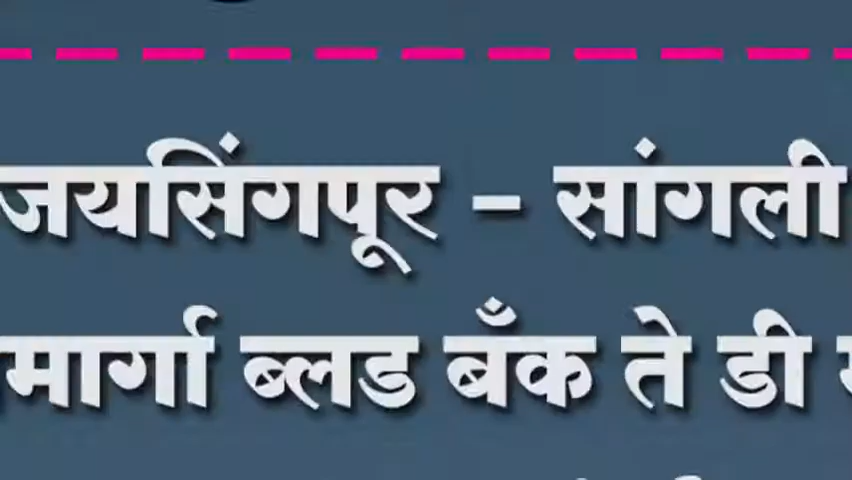 जयसिंगपूर - सांगली
मार्गा ब्लड बँक ते डी